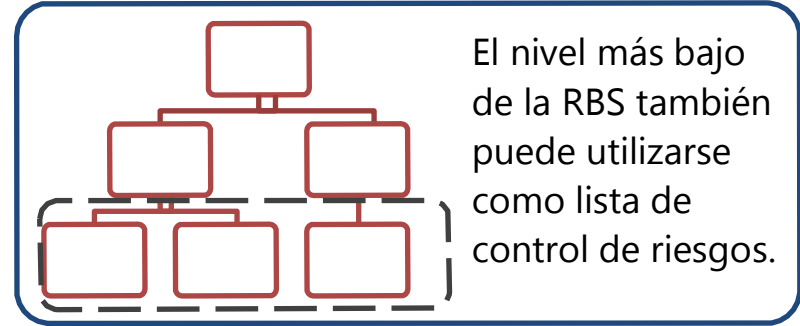 El nivel más bajo
de la RBS también
puede utilizarse
como lista de
control de riesgos.